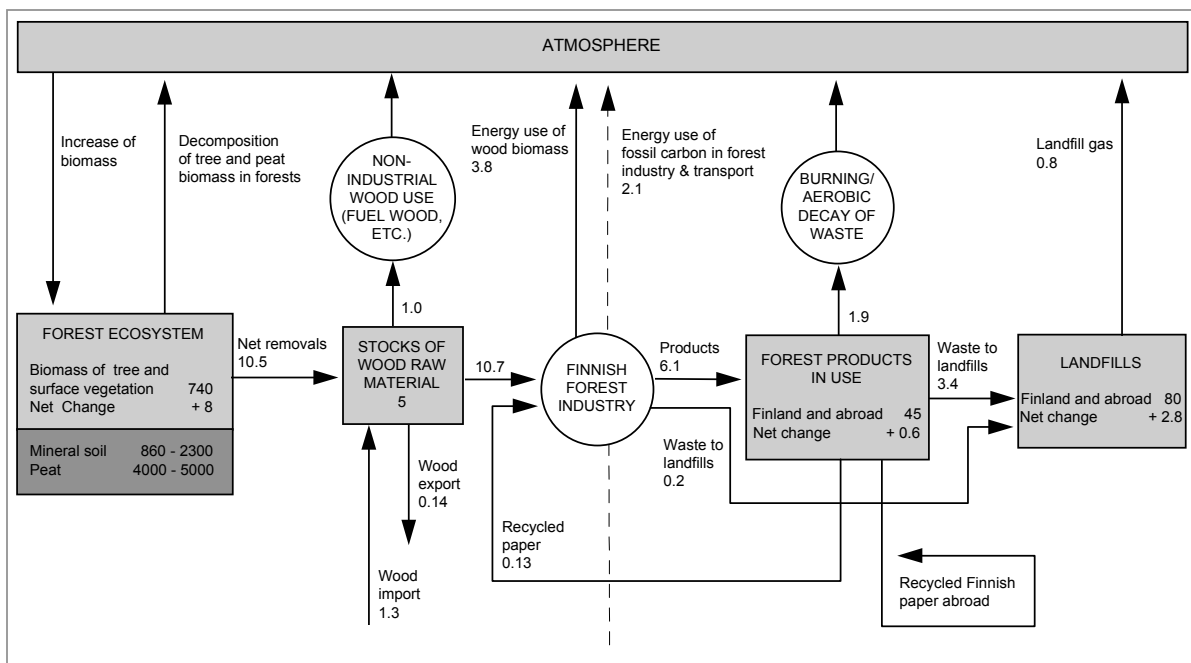 ATMOSPHERE
Increase of
biomass
Decomposition
of tree and peat
biomass in forests
NON-
INDUSTRIAL
WOOD USE
(FUEL WOOD,
ETC.)
Energy use of
wood biomass
3.8
Energy use of
fossil carbon in forest
industry & transport
2.1
BURNING/
AEROBIC
DECAY OF
WASTE
Landfill gas
0.8
1.0
1.9
FOREST ECOSYSTEM
Biomass of tree and
surface vegetation 740
Net Change + 8
Mineral soil 860 - 2300
Peat 4000 - 5000
Net removals
10.5
STOCKS OF
WOOD RAW
MATERIAL
5
10.7
FINNISH
FOREST
INDUSTRY
Products
6.1
FOREST PRODUCTS
IN USE
Finland and abroad 45
Net change + 0.6
Waste to
landfills
3.4
LANDFILLS
Finland and abroad 80
Net change + 2.8
Wood
export
0.14
Wood
import
1.3
Recycled
paper
0.13
Waste to
landfills
0.2
Recycled Finnish
paper abroad